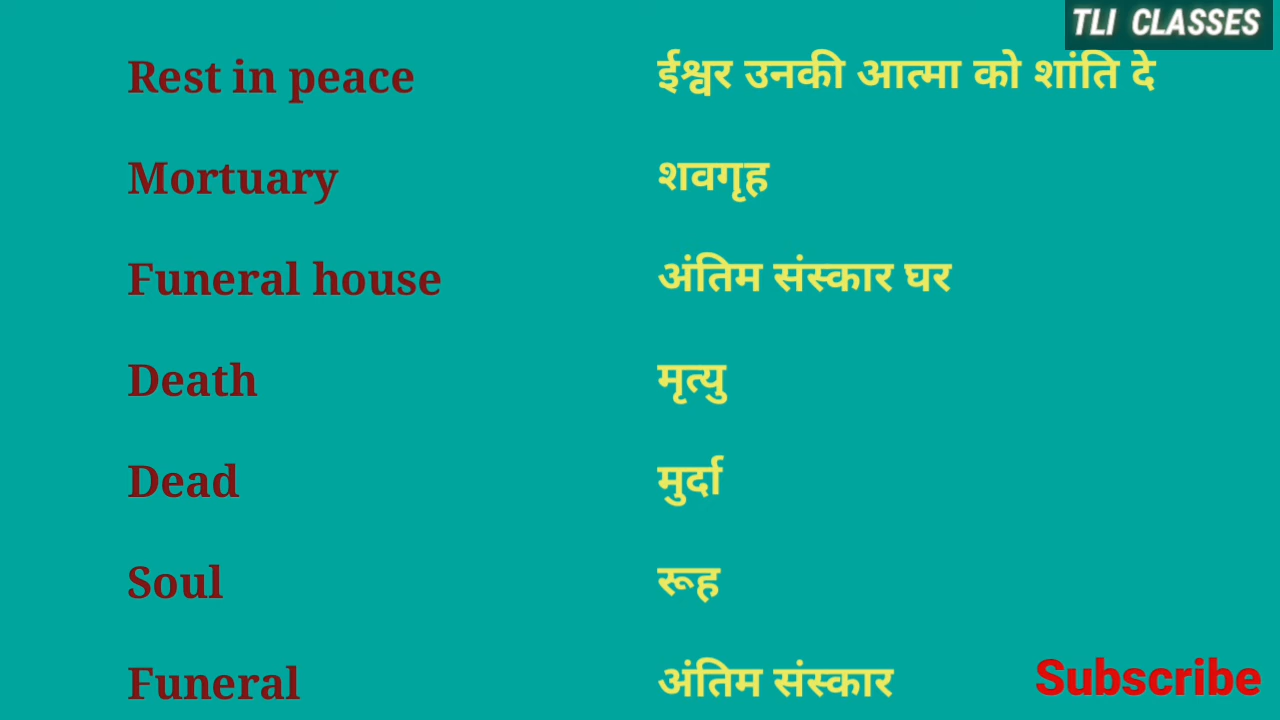 TLI CLASSES
Rest in peace ईश्वर उनकी आत्मा को शांति दे
Mortuary शवगृह
Funeral house अंतिम संस्कार घर
Death मृत्यु
Dead मुर्दा
Soul रूह
Funeral अंतिम संस्कार
Subscribe